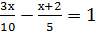 3x/10 − x+2/5 = 1